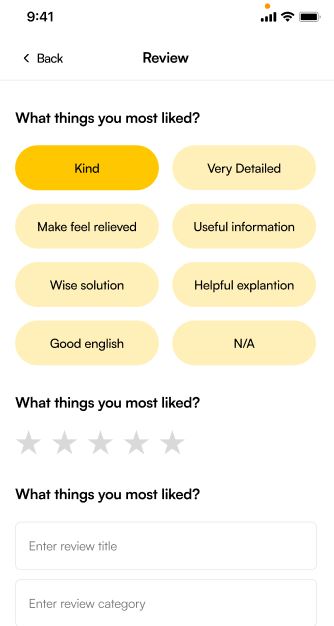 9:41
Back
Review
What things you most liked?
Kind
Very Detailed
Make feel relieved
Useful information
Wise solution
Helpful explantion
Good english
N/A
What things you most liked?
What things you most liked?
Enter review title
Enter review category